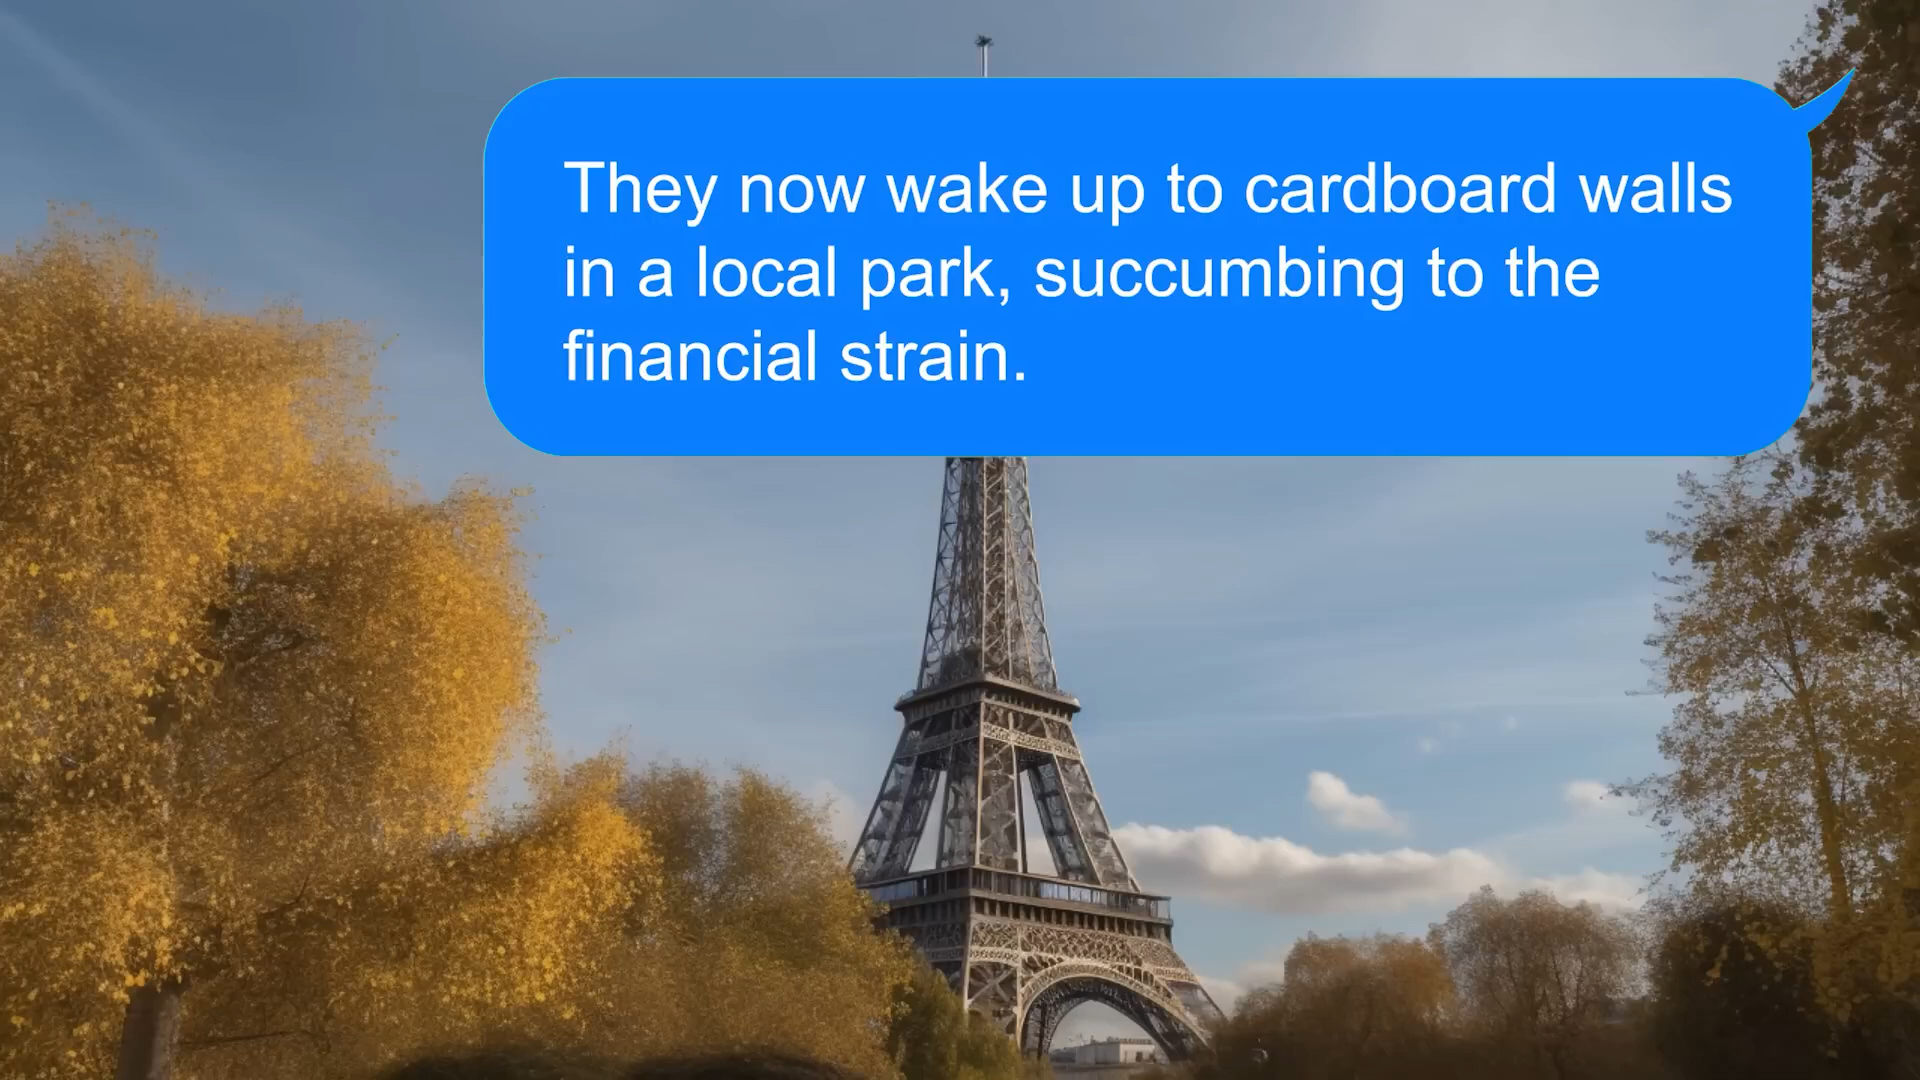 They now wake up to cardboard walls
in a local park, succumbing to the
financial strain.